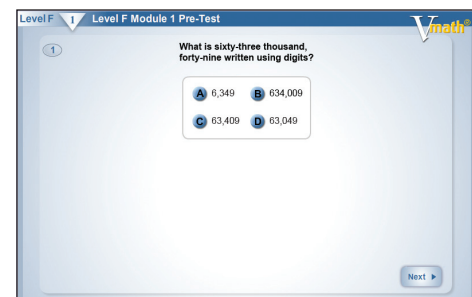 Level F 1 Level F Module 1 Pre-Test
Vmath®
1
What is sixty-three thousand,
forty-nine written using digits?
A 6,349 B 634,009
C 63,409 D 63,049
Next